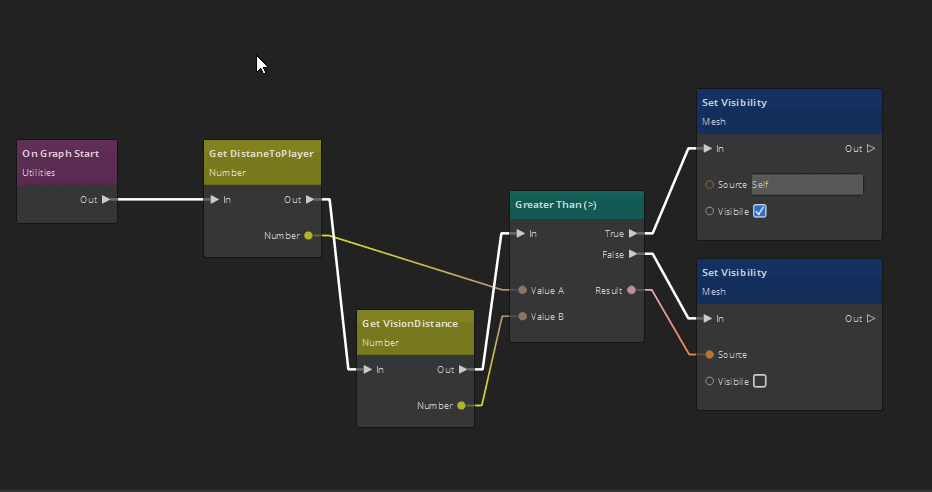 On Graph Start
Utilities
Out
Get DistaneToPlayer
Number
In
Out
Number
Get VisionDistance
Number
In
Out
Number
Greater Than (>)
In
True
False
Value A
Result
Value B
Set Visibility
Mesh
In
Out
Source
Self
Visibile
Set Visibility
Mesh
In
Out
Source
Visibile